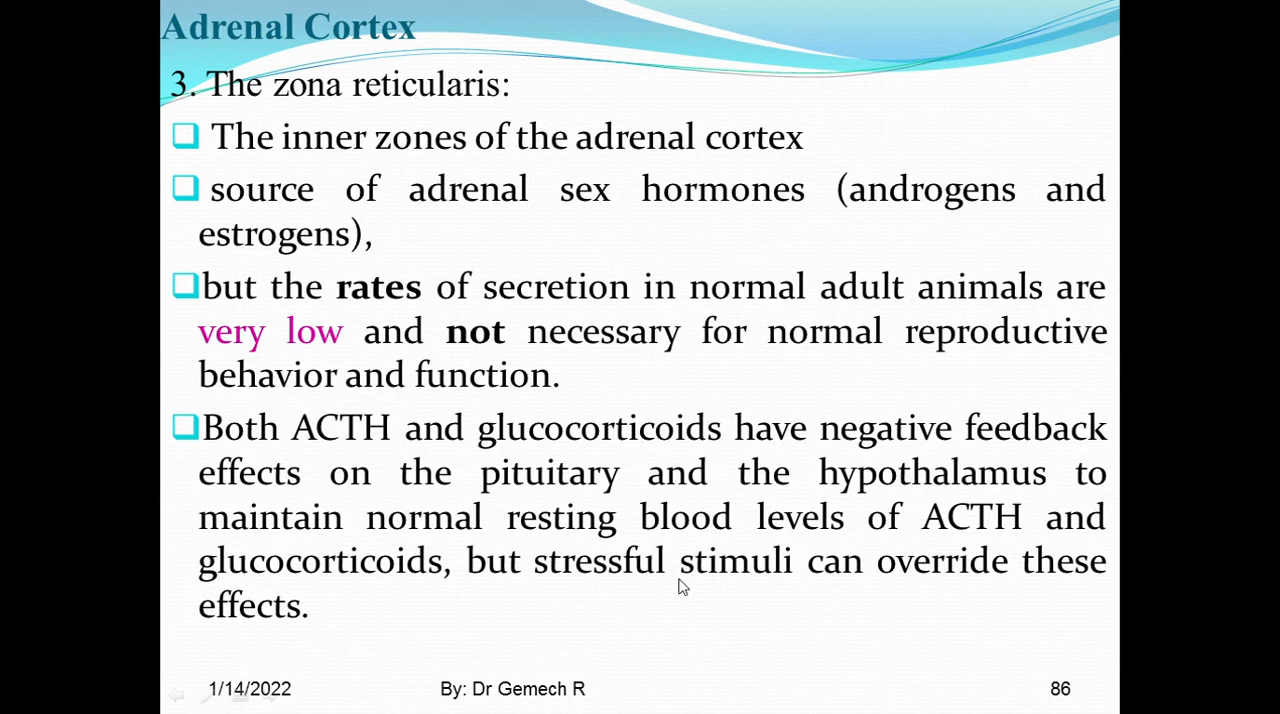 Adrenal Cortex
3. The zona reticularis:
The inner zones of the adrenal cortex
source of adrenal sex hormones (androgens and
estrogens),
but the rates of secretion in normal adult animals are
very low and not necessary for normal reproductive
behavior and function.
Both ACTH and glucocorticoids have negative feedback
effects on the pituitary and the hypothalamus to
maintain normal resting blood levels of ACTH and
glucocorticoids, but stressful stimuli can override these
effects.
1/14/2022 By: Dr Gemech R 86